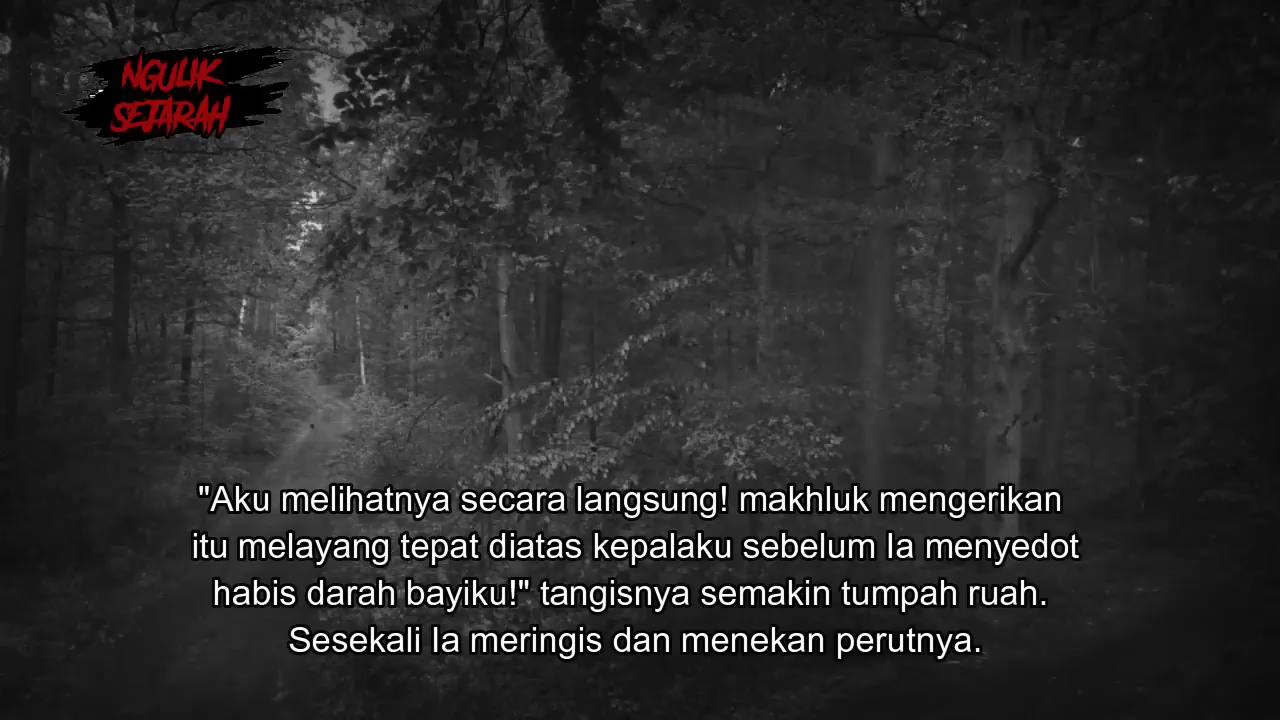 NGULIK
SEJARAH
"Aku melihatnya secara langsung! makhluk mengerikan
itu melayang tepat diatas kepalaku sebelum Ia menyedot
habis darah bayiku!" tangisnya semakin tumpah ruah.
Sesekali Ia meringis dan menekan perutnya.